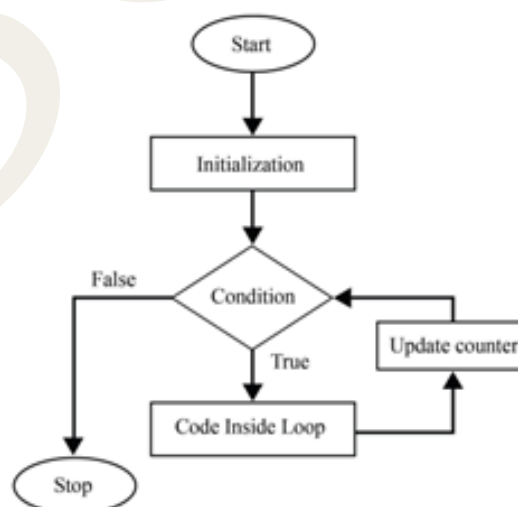 Start
Initialization
False
Condition
Update counter
True
Code Inside Loop
Stop